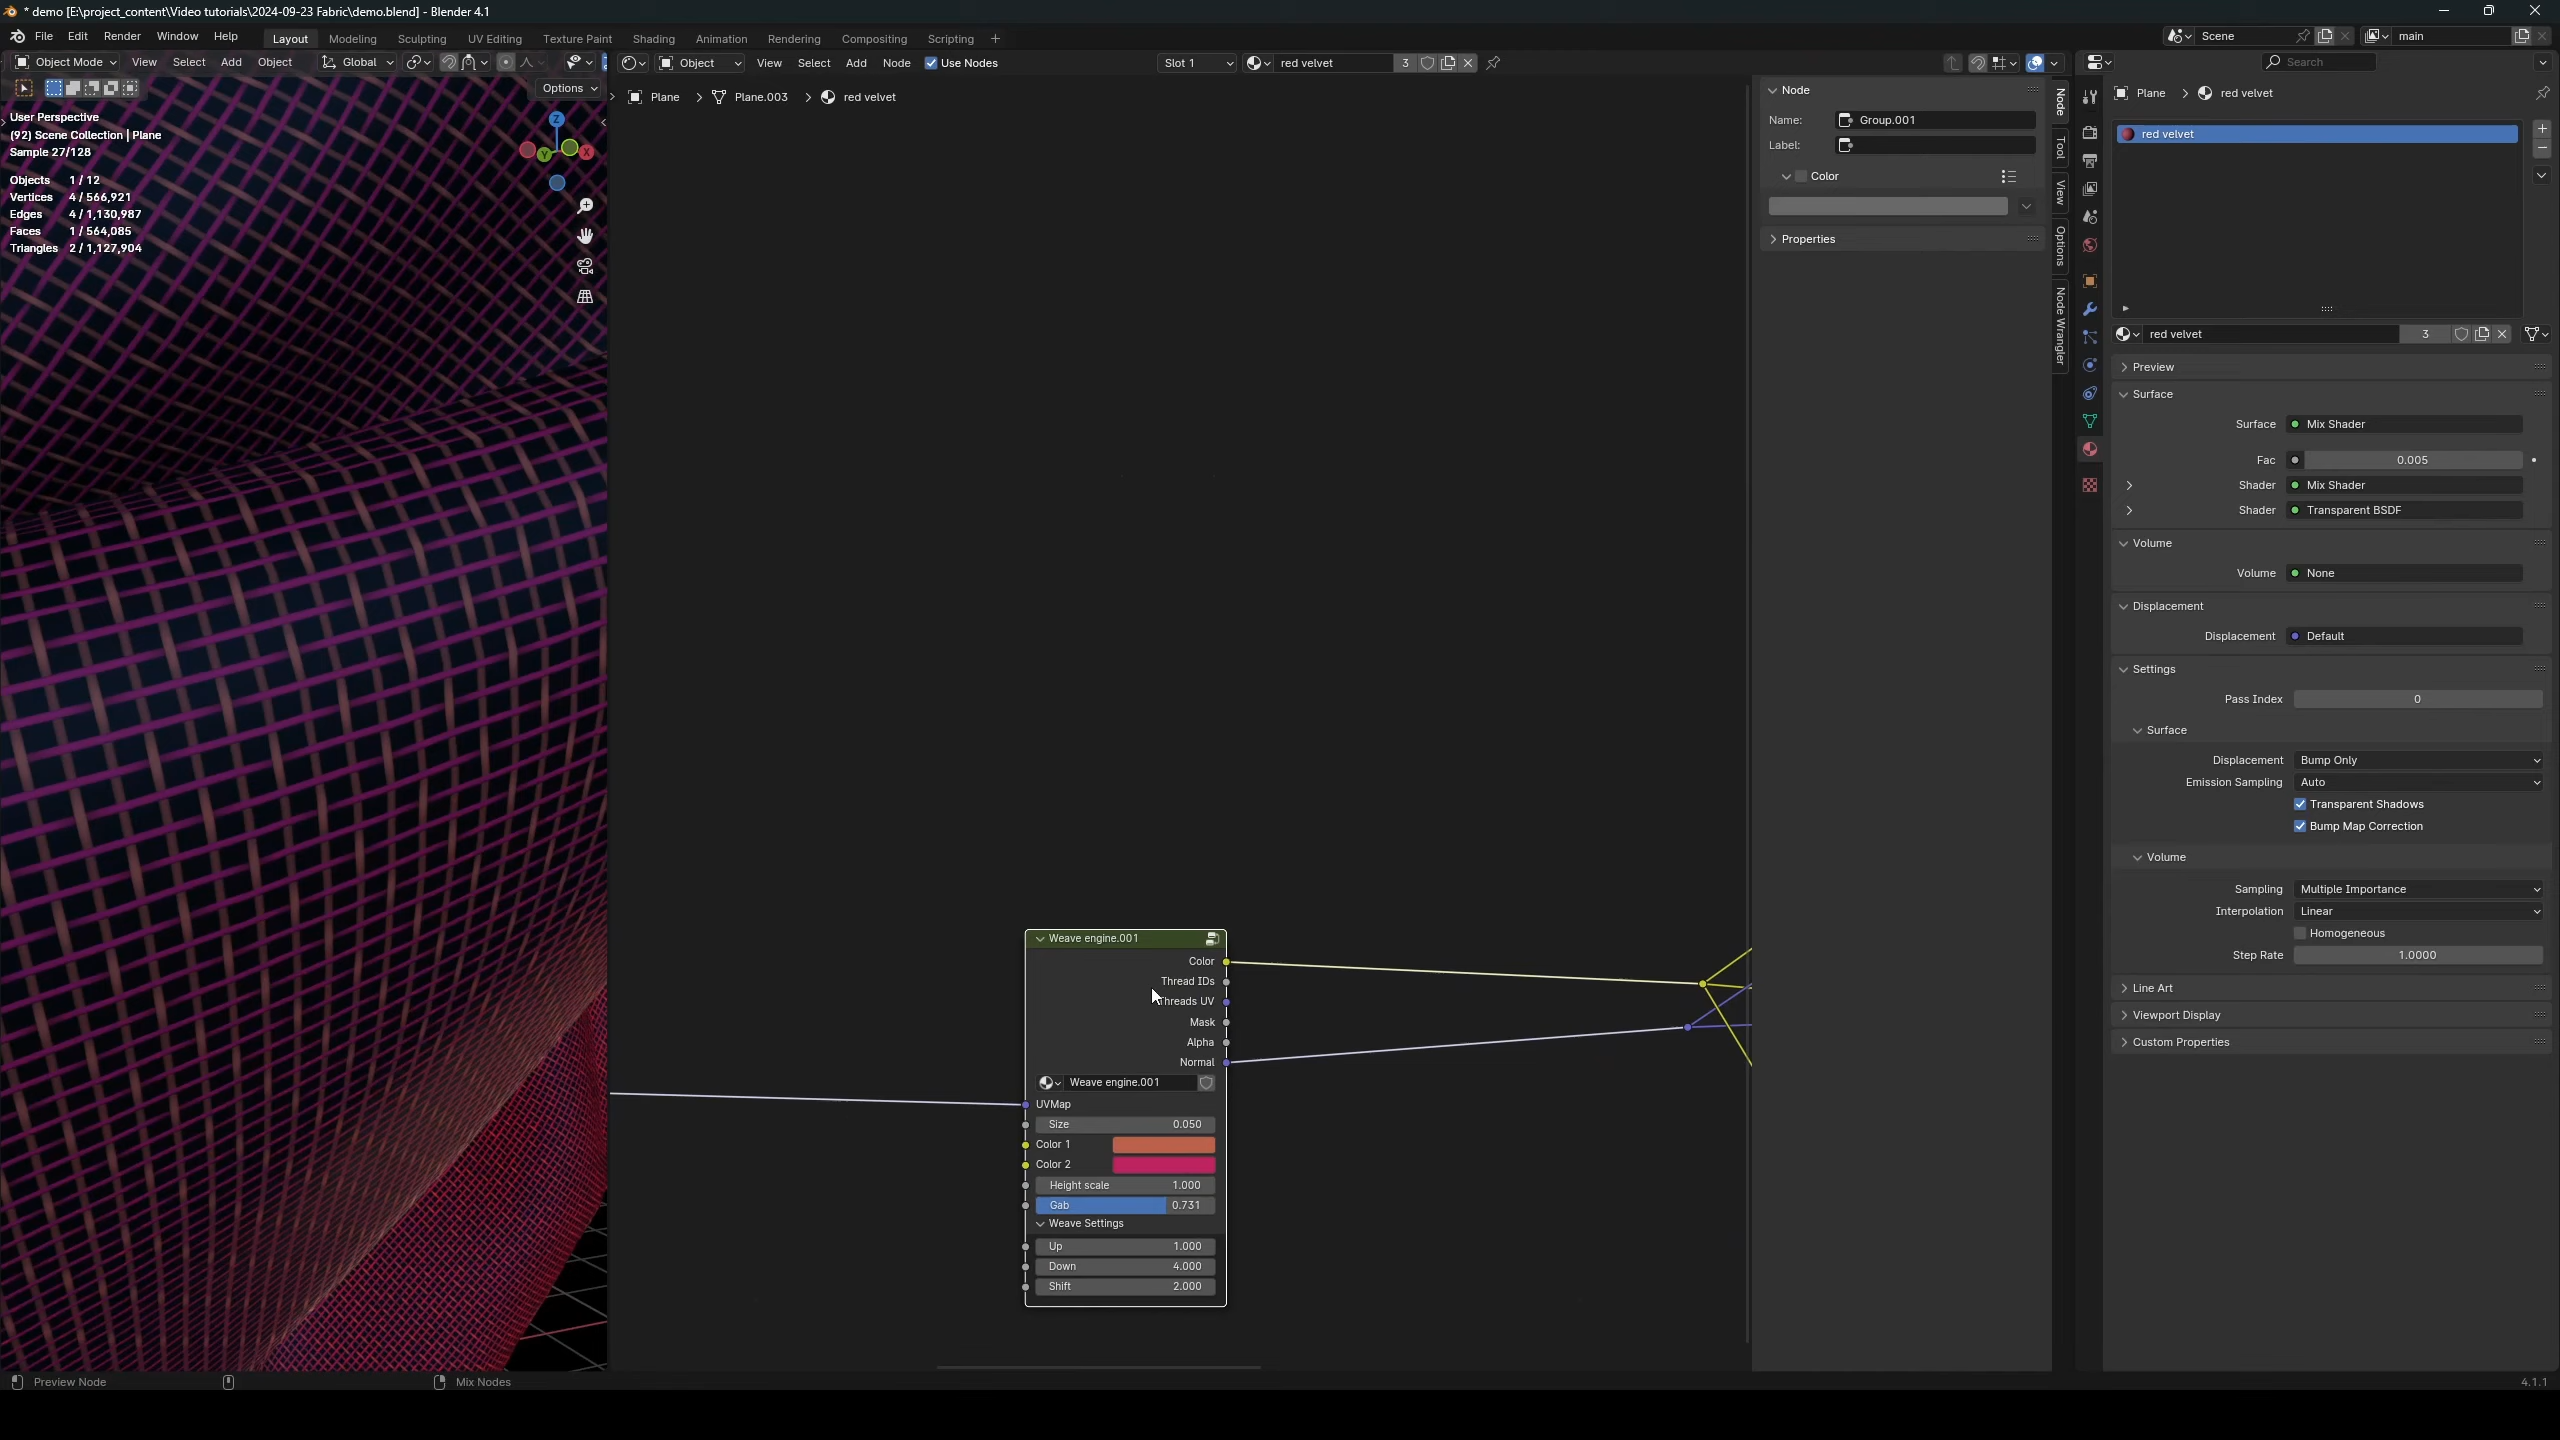 * demo [E:\project_content\Video tutorials\2024-09-23 Fabric\demo.blend] - Blender 4.1
File Edit Render Window Help Layout Modeling Sculpting UV Editing Texture Paint Shading Animation Rendering Compositing Scripting + Scene main
Object Mode View Select Add Object Global
Object View Select Add Node Use Nodes Slot 1 red velvet 3
Search
Options
Plane > Plane.003 > red velvet
User Perspective
(92) Scene Collection | Plane
Sample 27/128
Objects 1 / 12
Vertices 4 / 566,921
Edges 4 / 1,130,987
Faces 1 / 564,085
Triangles 2 / 1,127,904
Z
Y
X
Weave engine.001
Color
Thread IDs
Threads UV
Mask
Alpha
Normal
Weave engine.001
UVMap
Size 0.050
Color 1
Color 2
Height scale 1.000
Gab 0.731
Weave Settings
Up 1.000
Down 4.000
Shift 2.000
Node
Name: Group.001
Label:
Color
Properties
Node
Tool
View
Options
Node Wrangler
Plane > red velvet
red velvet
red velvet 3
Preview
Surface
Surface Mix Shader
Fac 0.005
Shader Mix Shader
Shader Transparent BSDF
Volume
Volume None
Displacement
Displacement Default
Settings
Pass Index 0
Surface
Displacement Bump Only
Emission Sampling Auto
Transparent Shadows
Bump Map Correction
Volume
Sampling Multiple Importance
Interpolation Linear
Homogeneous
Step Rate 1.0000
Line Art
Viewport Display
Custom Properties
Preview Node
Mix Nodes
4.1.1